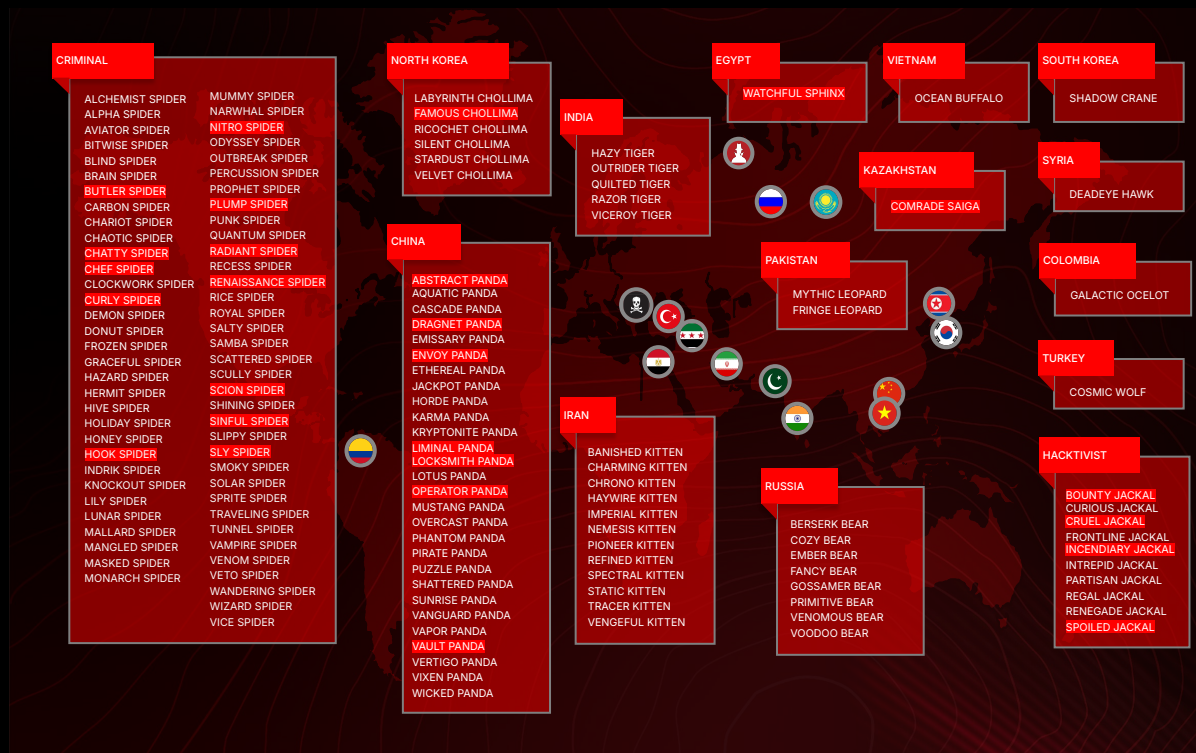 CRIMINAL
ALCHEMIST SPIDER
ALPHA SPIDER
AVIATOR SPIDER
BITWISE SPIDER
BLIND SPIDER
BRAIN SPIDER
BUTLER SPIDER
CARBON SPIDER
CHARIOT SPIDER
CHAOTIC SPIDER
CHATTY SPIDER
CHEF SPIDER
CLOCKWORK SPIDER
CURLY SPIDER
DEMON SPIDER
DONUT SPIDER
FROZEN SPIDER
GRACEFUL SPIDER
HAZARD SPIDER
HERMIT SPIDER
HIVE SPIDER
HOLIDAY SPIDER
HONEY SPIDER
HOOK SPIDER
INDRIK SPIDER
KNOCKOUT SPIDER
LILY SPIDER
LUNAR SPIDER
MALLARD SPIDER
MANGLED SPIDER
MASKED SPIDER
MONARCH SPIDER
MUMMY SPIDER
NARWHAL SPIDER
NITRO SPIDER
ODYSSEY SPIDER
OUTBREAK SPIDER
PERCUSSION SPIDER
PROPHET SPIDER
PLUMP SPIDER
PUNK SPIDER
QUANTUM SPIDER
RADIANT SPIDER
RECESS SPIDER
RENAISSANCE SPIDER
RICE SPIDER
ROYAL SPIDER
SALTY SPIDER
SAMBA SPIDER
SCATTERED SPIDER
SCULLY SPIDER
SCION SPIDER
SHINING SPIDER
SINFUL SPIDER
SLIPPY SPIDER
SLY SPIDER
SMOKY SPIDER
SOLAR SPIDER
SPRITE SPIDER
TRAVELING SPIDER
TUNNEL SPIDER
VAMPIRE SPIDER
VENOM SPIDER
VETO SPIDER
WANDERING SPIDER
WIZARD SPIDER
VICE SPIDER
NORTH KOREA
LABYRINTH CHOLLIMA
FAMOUS CHOLLIMA
RICOCHET CHOLLIMA
SILENT CHOLLIMA
STARDUST CHOLLIMA
VELVET CHOLLIMA
CHINA
ABSTRACT PANDA
AQUATIC PANDA
CASCADE PANDA
DRAGNET PANDA
EMISSARY PANDA
ENVOY PANDA
ETHEREAL PANDA
JACKPOT PANDA
HORDE PANDA
KARMA PANDA
KRYPTONITE PANDA
LIMINAL PANDA
LOCKSMITH PANDA
LOTUS PANDA
OPERATOR PANDA
MUSTANG PANDA
OVERCAST PANDA
PHANTOM PANDA
PIRATE PANDA
PUZZLE PANDA
SHATTERED PANDA
SUNRISE PANDA
VANGUARD PANDA
VAPOR PANDA
VAULT PANDA
VERTIGO PANDA
VIXEN PANDA
WICKED PANDA
INDIA
HAZY TIGER
OUTRIDER TIGER
QUILTED TIGER
RAZOR TIGER
VICEROY TIGER
IRAN
BANISHED KITTEN
CHARMING KITTEN
CHRONO KITTEN
HAYWIRE KITTEN
IMPERIAL KITTEN
NEMESIS KITTEN
PIONEER KITTEN
REFINED KITTEN
SPECTRAL KITTEN
STATIC KITTEN
TRACER KITTEN
VENGEFUL KITTEN
EGYPT
WATCHFUL SPHINX
VIETNAM
OCEAN BUFFALO
KAZAKHSTAN
COMRADE SAIGA
PAKISTAN
MYTHIC LEOPARD
FRINGE LEOPARD
RUSSIA
BERSERK BEAR
COZY BEAR
EMBER BEAR
FANCY BEAR
GOSSAMER BEAR
PRIMITIVE BEAR
VENOMOUS BEAR
VOODOO BEAR
SOUTH KOREA
SHADOW CRANE
SYRIA
DEADEYE HAWK
COLOMBIA
GALACTIC OCELOT
TURKEY
COSMIC WOLF
HACKTIVIST
BOUNTY JACKAL
CURIOUS JACKAL
CRUEL JACKAL
FRONTLINE JACKAL
INCENDIARY JACKAL
INTREPID JACKAL
PARTISAN JACKAL
REGAL JACKAL
RENEGADE JACKAL
SPOILED JACKAL